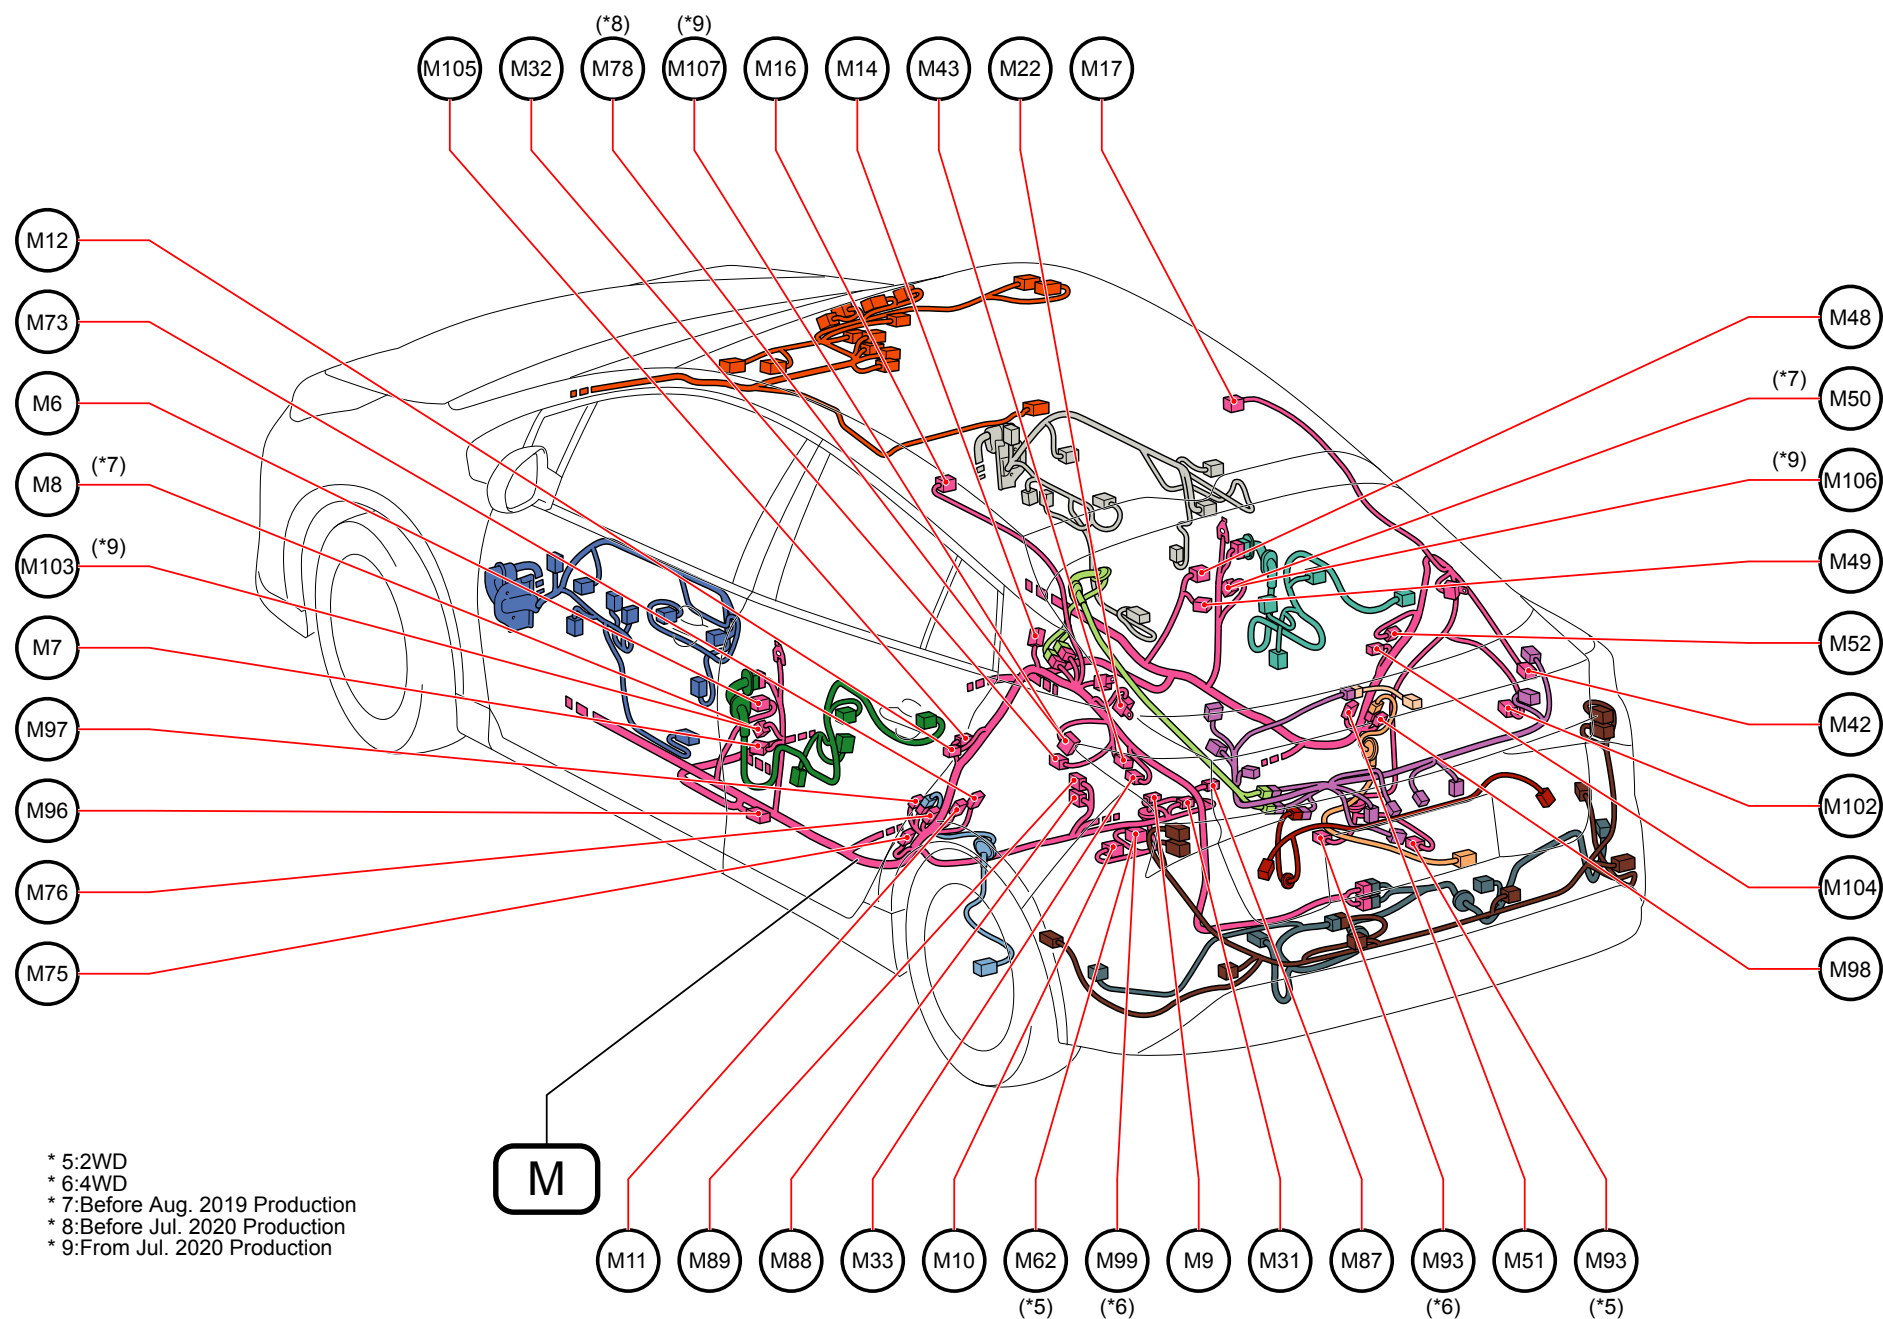 (*8) (*9)
M105 M32 M78 M107 M16 M14 M43 M22 M17
M12
M73
M6
(*7)
M8
(*9)
M103
M7
M97
M96
M76
M75
M48
(*7)
M50
(*9)
M106
M49
M52
M42
M102
M104
M98
M
* 5:2WD
* 6:4WD
* 7:Before Aug. 2019 Production
* 8:Before Jul. 2020 Production
* 9:From Jul. 2020 Production
M11 M89 M88 M33 M10 M62 M99 M9 M31 M87 M93 M51 M93
(*5) (*6) (*6) (*5)